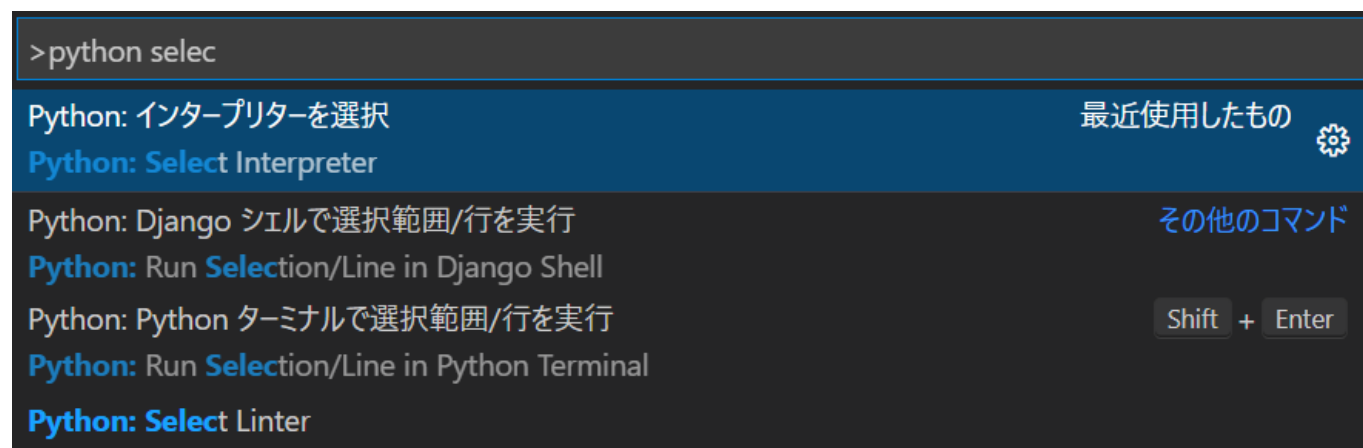 >python selec
Python: インタープリターを選択 最近使用したもの
Python: Select Interpreter
Python: Django シェルで選択範囲/行を実行 その他のコマンド
Python: Run Selection/Line in Django Shell
Python: Python ターミナルで選択範囲/行を実行 Shift + Enter
Python: Run Selection/Line in Python Terminal
Python: Select Linter